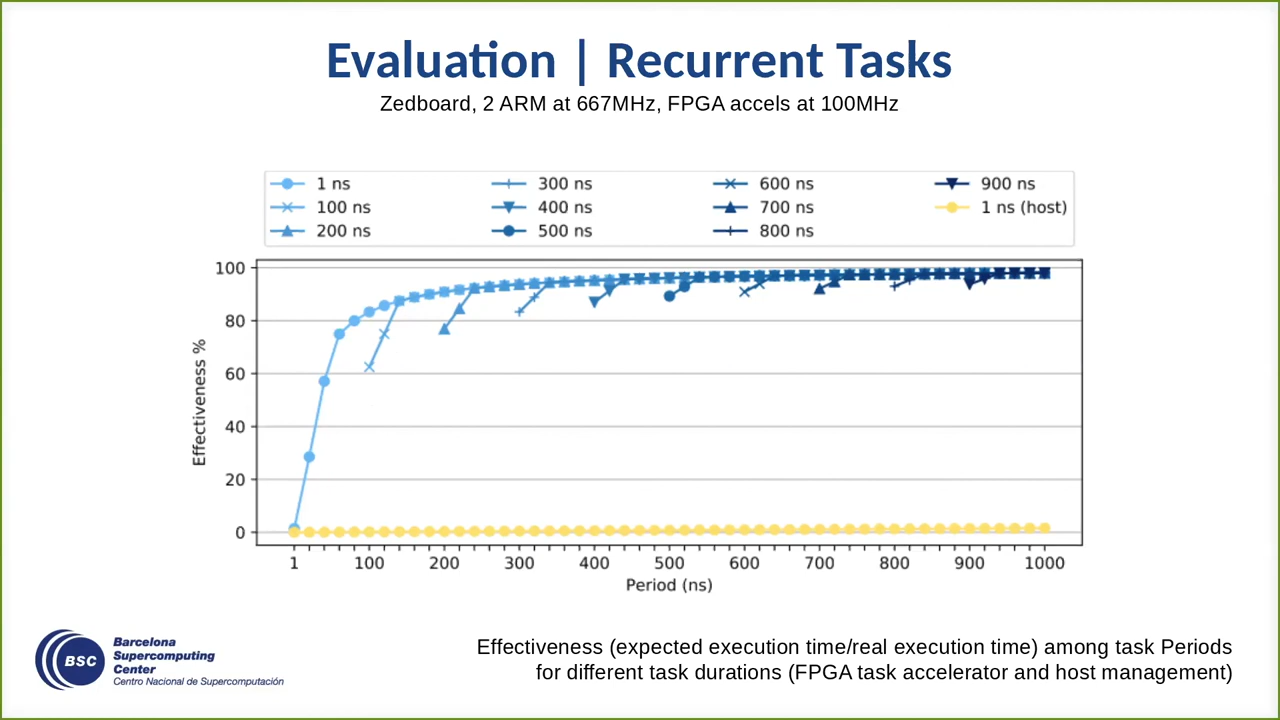 Evaluation | Recurrent Tasks
Zedboard, 2 ARM at 667MHz, FPGA accels at 100MHz
1 ns
100 ns
200 ns
300 ns
400 ns
500 ns
600 ns
700 ns
800 ns
900 ns
1 ns (host)
100
80
60
40
20
0
Effectiveness %
1 100 200 300 400 500 600 700 800 900 1000
Period (ns)
BSC
Barcelona
Supercomputing
Center
Centro Nacional de Supercomputación
Effectiveness (expected execution time/real execution time) among task Periods
for different task durations (FPGA task accelerator and host management)